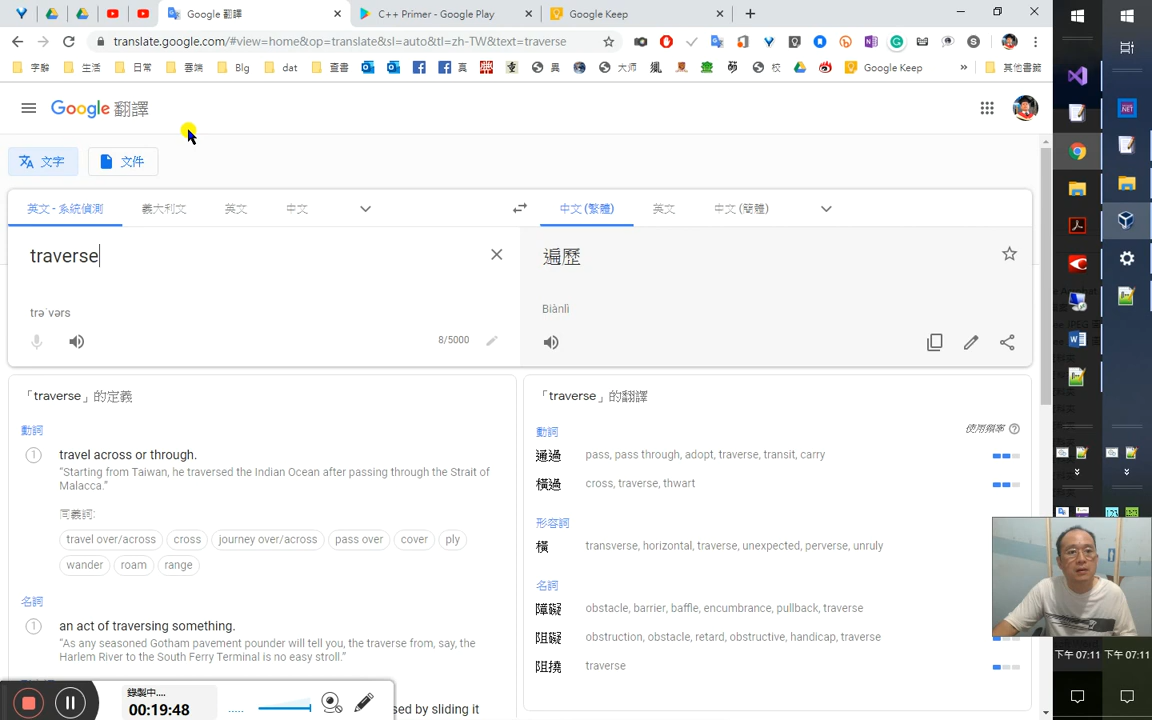 Google 翻譯
C++ Primer - Google Play
Google Keep
translate.google.com/#view=home&op=translate&sl=auto&tl=zh-TW&text=traverse
字辭
生活
日常
雲端
Blg
dat
查書
真
異
大师
校
Google Keep
其他書籤
Google 翻譯
文字
文件
英文 - 系統偵測
義大利文
英文
中文
中文 (繁體)
英文
中文 (簡體)
traverse
遍歷
trəˈvərs
Biànlì
8/5000
「traverse」的定義
動詞
1
travel across or through.
“Starting from Taiwan, he traversed the Indian Ocean after passing through the Strait of
Malacca.”
同義詞:
travel over/across
cross
journey over/across
pass over
cover
ply
wander
roam
range
名詞
1
an act of traversing something.
“As any seasoned Gotham pavement pounder will tell you, the traverse from, say, the
Harlem River to the South Ferry Terminal is no easy stroll.”
sed by sliding it
「traverse」的翻譯
動詞
使用頻率
通過
pass, pass through, adopt, traverse, transit, carry
橫過
cross, traverse, thwart
形容詞
橫
transverse, horizontal, traverse, unexpected, perverse, unruly
名詞
障礙
obstacle, barrier, baffle, encumbrance, pullback, traverse
阻礙
obstruction, obstacle, retard, obstructive, handicap, traverse
阻撓
traverse
錄製中....
00:19:48
下午 07:11
下午 07:11